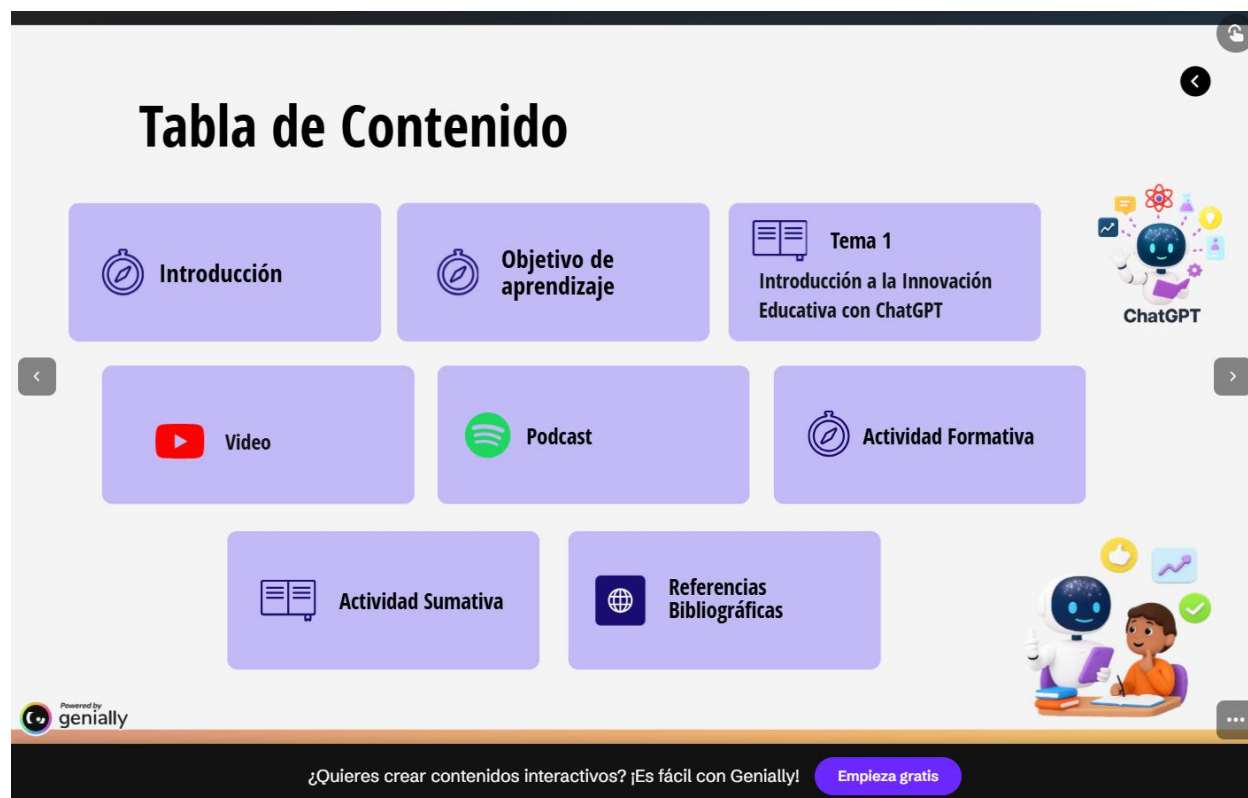 Tabla de Contenido
Introducción
Objetivo de
aprendizaje
Tema 1
Introducción a la Innovación
Educativa con ChatGPT
ChatGPT
Video
Podcast
Actividad Formativa
Actividad Sumativa
Referencias
Bibliográficas
Powered by
genially
¿Quieres crear contenidos interactivos? ¡Es fácil con Genially!
Empieza gratis